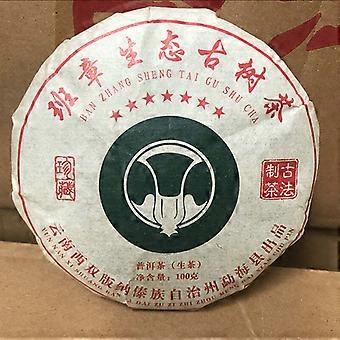 班章生态古树茶
BAN ZHANG SHENG TAI GU SHU CHA
珍藏
古法制茶
普洱茶（生茶）
净含量：100克
云南西双版纳傣族自治州勐海县出品